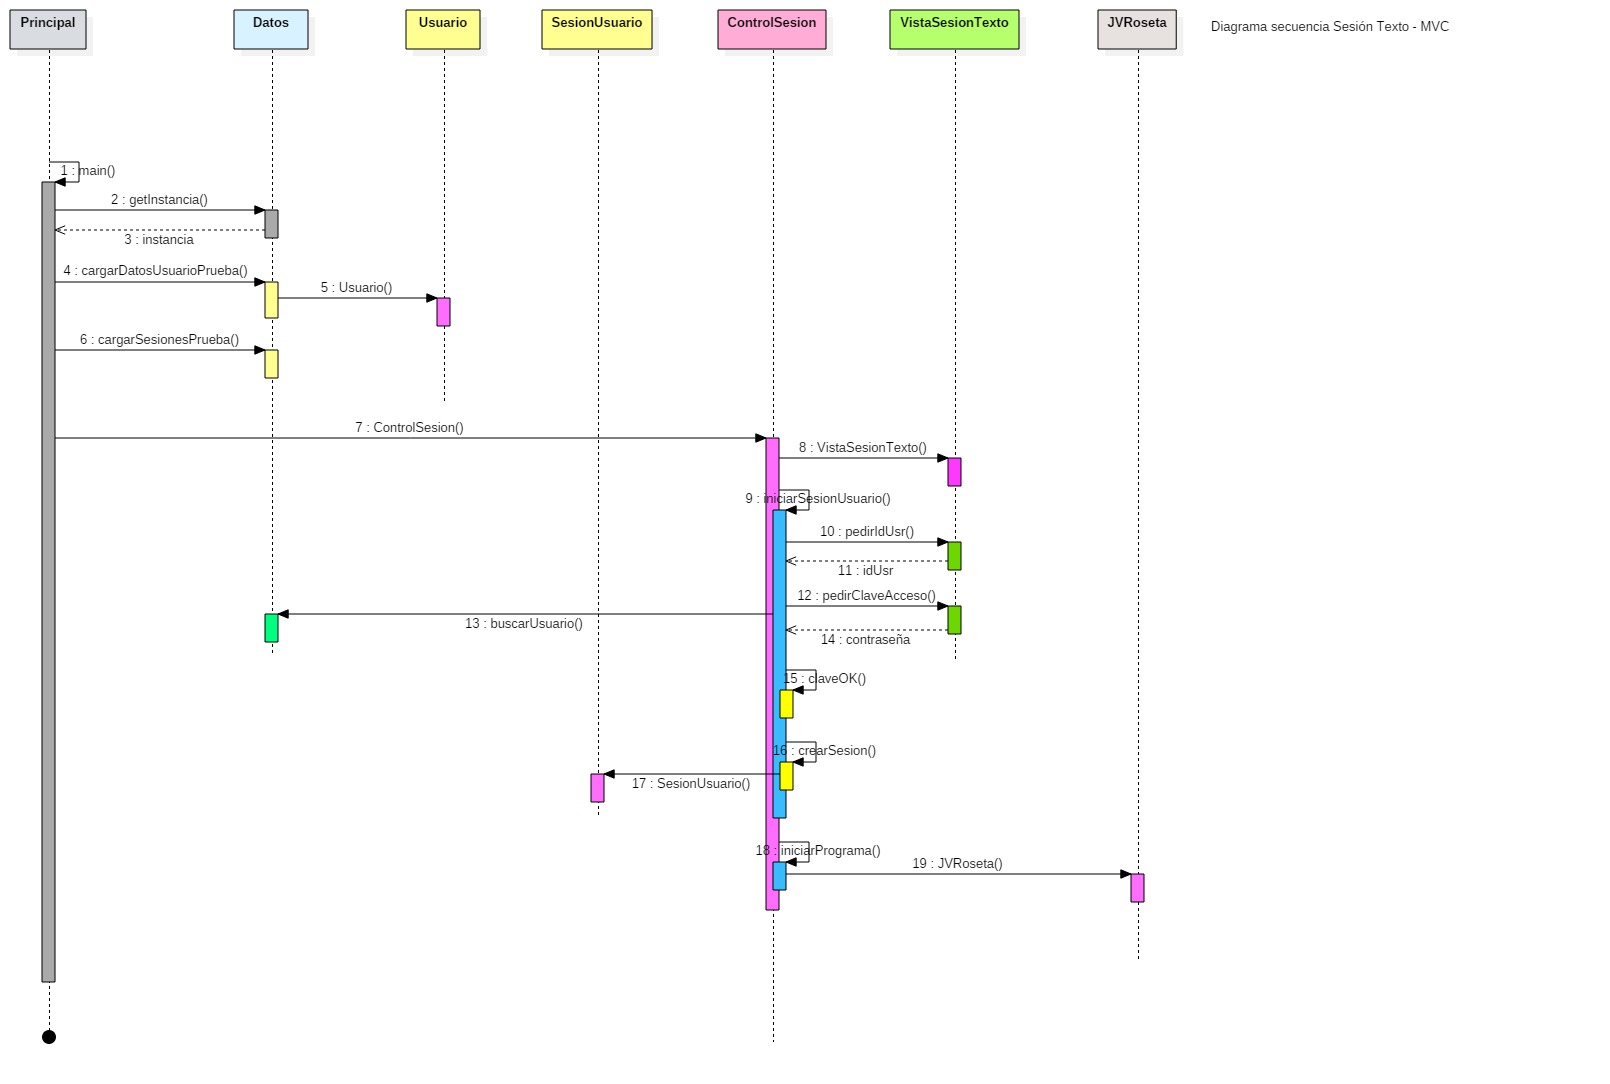 Principal
Datos
Usuario
SesionUsuario
ControlSesion
VistaSesionTexto
JVRoseta
Diagrama secuencia Sesión Texto - MVC
1 : main()
2 : getInstancia()
3 : instancia
4 : cargarDatosUsuarioPrueba()
5 : Usuario()
6 : cargarSesionesPrueba()
7 : ControlSesion()
8 : VistaSesionTexto()
9 : iniciarSesionUsuario()
10 : pedirIdUsr()
11 : idUsr
12 : pedirClaveAcceso()
13 : buscarUsuario()
14 : contraseña
15 : claveOK()
16 : crearSesion()
17 : SesionUsuario()
18 : iniciarPrograma()
19 : JVRoseta()